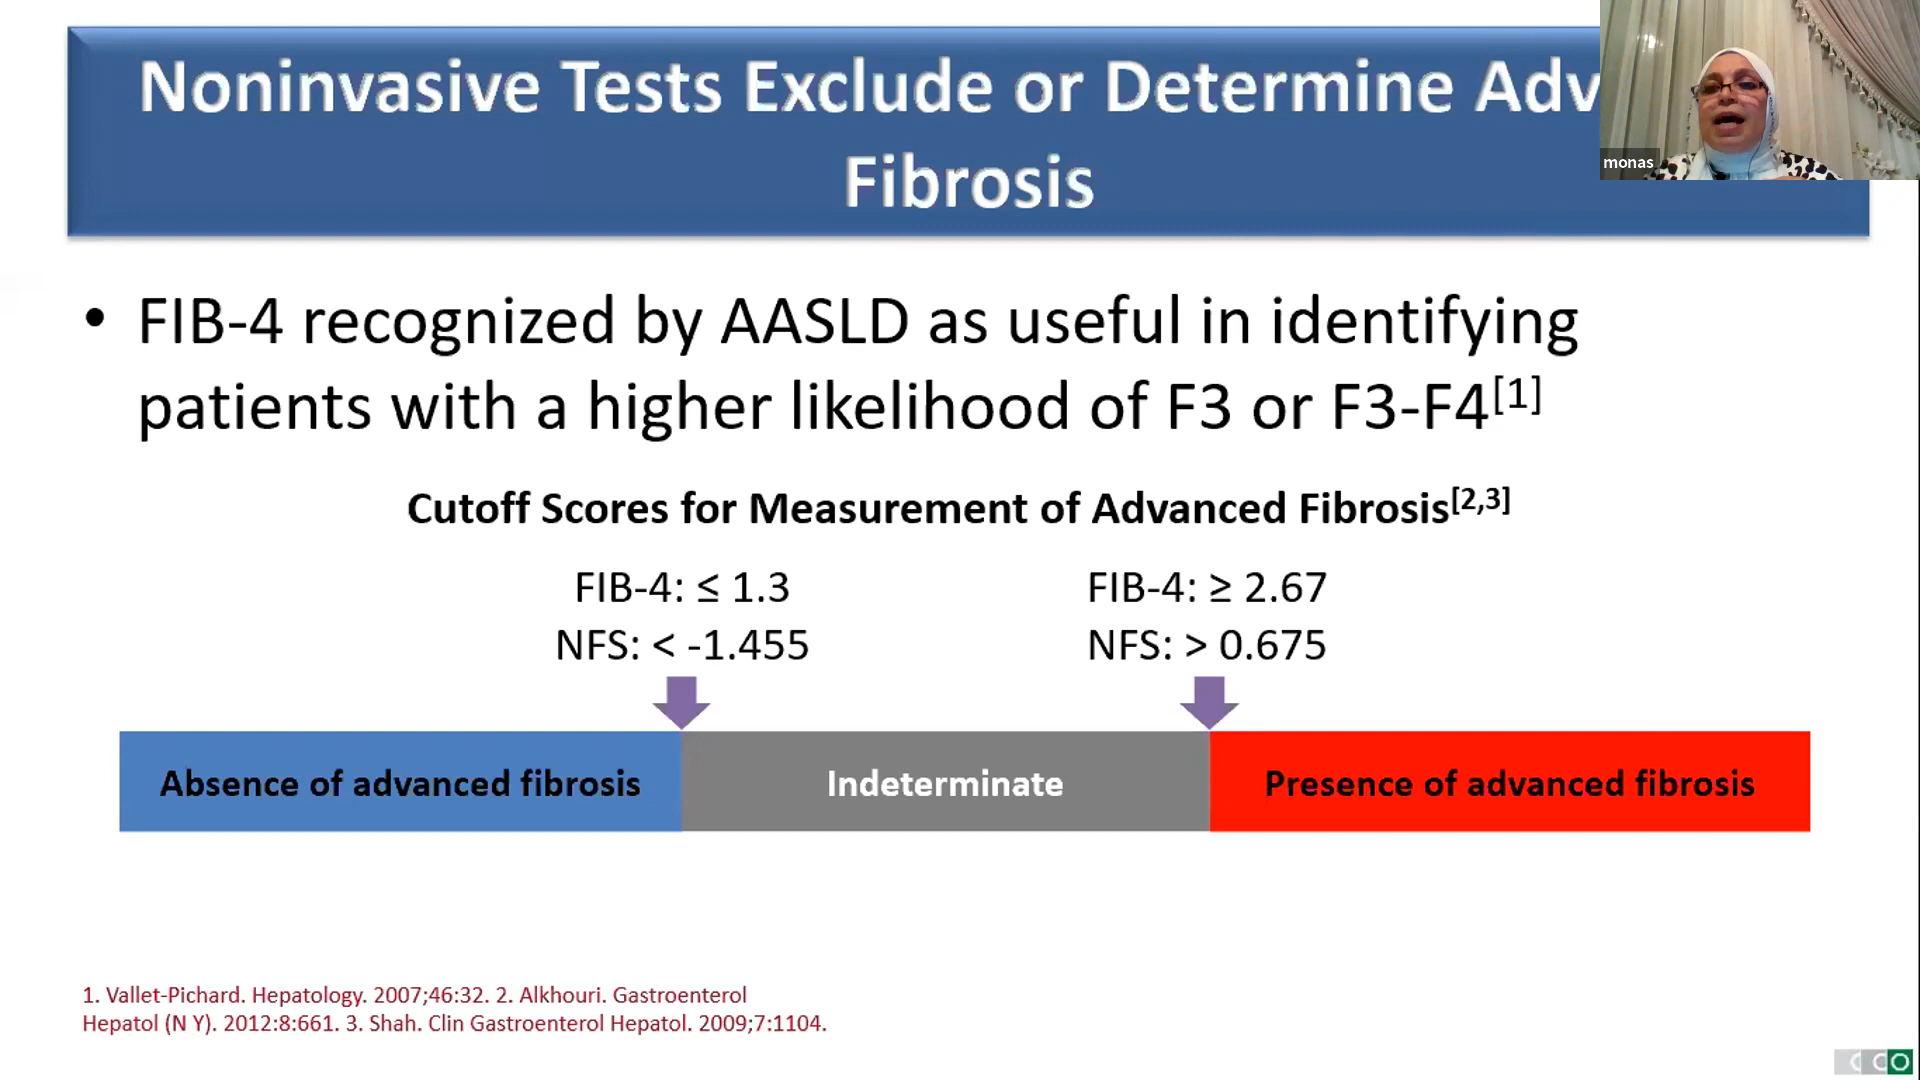 Noninvasive Tests Exclude or Determine Adv
Fibrosis
monas
• FIB-4 recognized by AASLD as useful in identifying
patients with a higher likelihood of F3 or F3-F4[1]
Cutoff Scores for Measurement of Advanced Fibrosis[2,3]
FIB-4: ≤ 1.3
NFS: < -1.455
FIB-4: ≥ 2.67
NFS: > 0.675
Absence of advanced fibrosis
Indeterminate
Presence of advanced fibrosis
1. Vallet-Pichard. Hepatology. 2007;46:32. 2. Alkhouri. Gastroenterol
Hepatol (N Y). 2012:8:661. 3. Shah. Clin Gastroenterol Hepatol. 2009;7:1104.
CCO